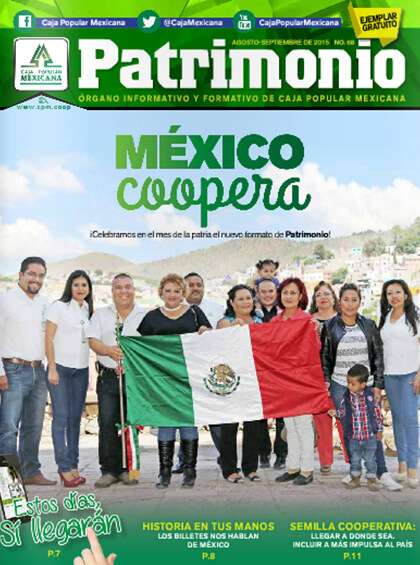 Caja Popular Mexicana
@CajaMexicana
CajaPopularMexicana
EJEMPLAR
GRATUITO
AGOSTO-SEPTIEMBRE DE 2015 NO. 68
CAJA POPULAR
MEXICANA
www.cpm.coop
Patrimonio
ÓRGANO INFORMATIVO Y FORMATIVO DE CAJA POPULAR MEXICANA
MÉXICO
coopera
¡Celebramos en el mes de la patria el nuevo formato de Patrimonio!
Estos días,
Sí llegarán
P.7
HISTORIA EN TUS MANOS
LOS BILLETES NOS HABLAN
DE MÉXICO
P.8
SEMILLA COOPERATIVA:
LLEGAR A DONDE SEA.
INCLUIR A MÁS IMPULSA AL PAÍS
P.11